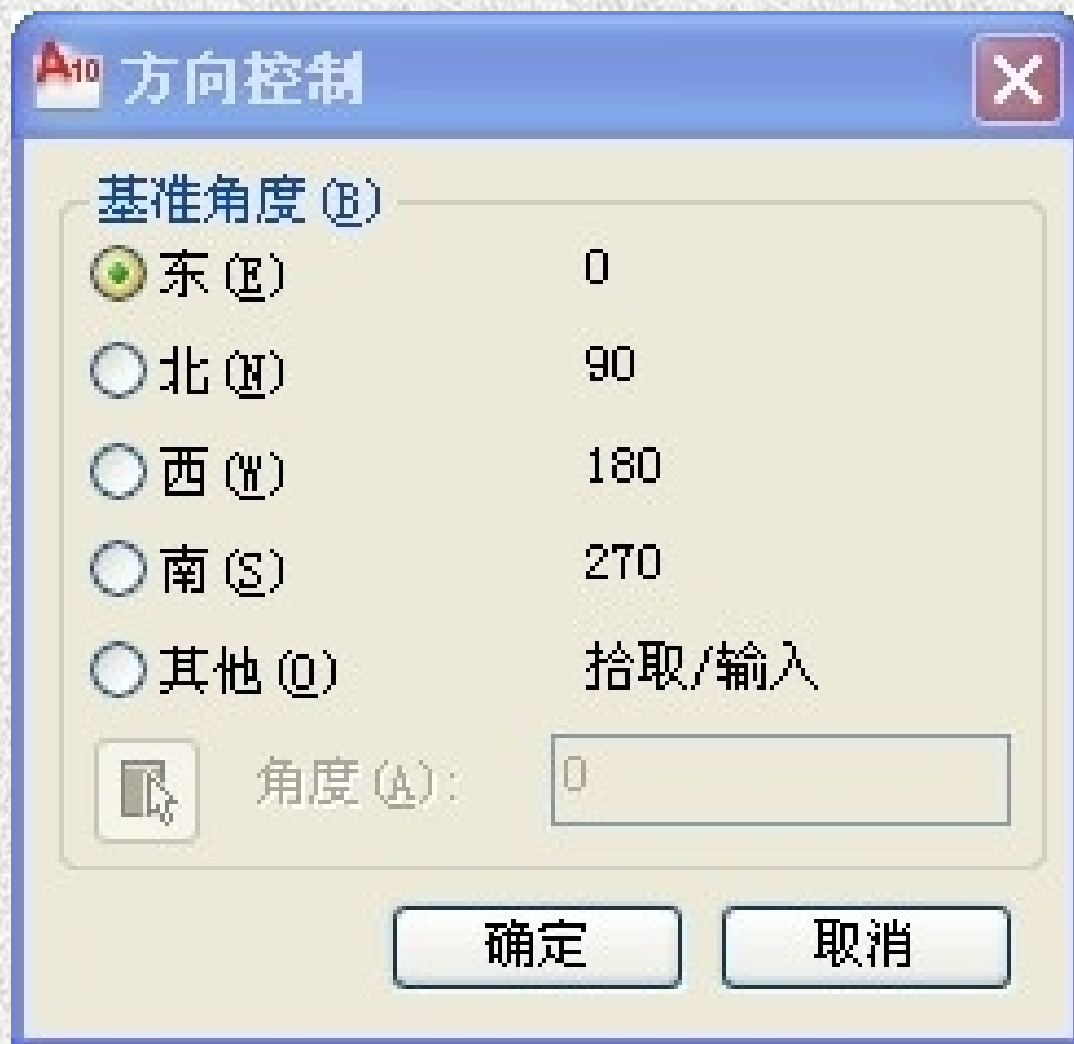 A10 方向控制
基准角度(B)
东(E) 0
北(N) 90
西(W) 180
南(S) 270
其他(O) 拾取/输入
角度(A): 0
确定 取消